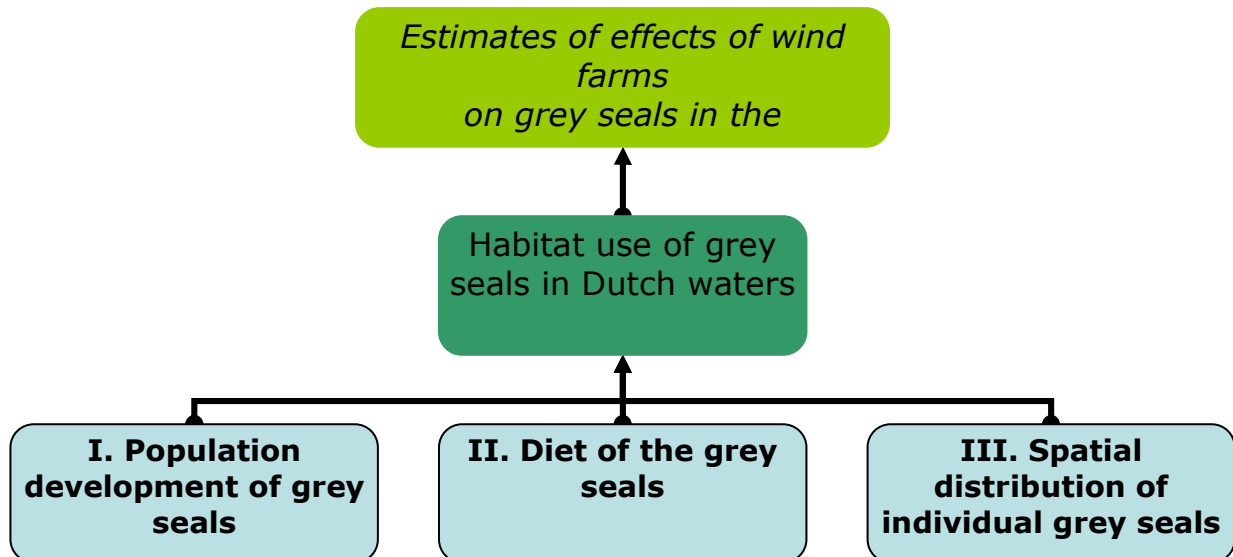 Estimates of effects of wind
farms
on grey seals in the
Habitat use of grey
seals in Dutch waters
I. Population
development of grey
seals
II. Diet of the grey
seals
III. Spatial
distribution of
individual grey seals